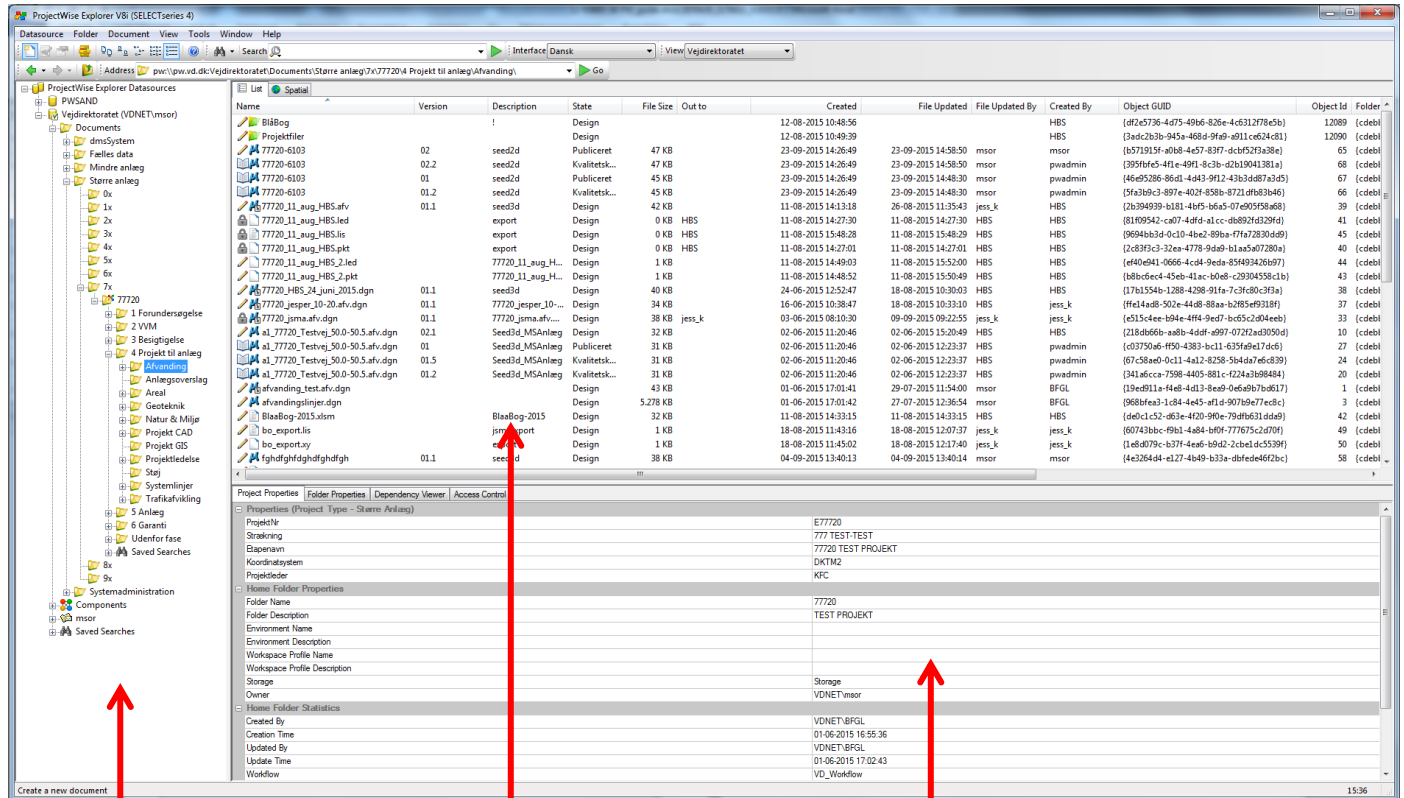 ProjectWise Explorer V8i (SELECTseries 4)
Datasource Folder Document View Tools Window Help
Search Interface Dansk View Vejdirektoratet
Address pw:\\pw.vd.dk:Vejdirektoratet\Documents\Større anlæg\7x\77720\4 Projekt til anlæg\Afvanding\ Go
ProjectWise Explorer Datasources
PWSAND
Vejdirektoratet (VDNET\msor)
Documents
dmsSystem
Fælles data
Mindre anlæg
Større anlæg
0x
1x
2x
3x
4x
5x
6x
7x
77720
1 Forundersøgelse
2 VVM
3 Besigtigelse
4 Projekt til anlæg
Afvanding
Anlægsoverslag
Areal
Geoteknik
Natur & Miljø
Projekt CAD
Projekt GIS
Projektledelse
Støj
Systemlinjer
Trafikafvikling
5 Anlæg
6 Garanti
Udenfor fase
Saved Searches
8x
9x
Systemadministration
Components
msor
Saved Searches
List Spatial
Name Version Description State File Size Out to Created File Updated File Updated By Created By Object GUID Object Id Folder
BlåBog ! Design 12-08-2015 10:48:56 HBS {df2e5736-4d75-49b6-826e-4c6312f78e5b} 12089 {cdebl
Projektfiler Design 12-08-2015 10:49:39 HBS {3adc2b3b-945a-468d-9fa9-a911ce624c81} 12090 {cdebl
77720-6103 02 seed2d Publiceret 47 KB 23-09-2015 14:26:49 23-09-2015 14:58:50 msor msor {b571915f-a0b8-4e57-83f7-dcbf52f3a38e} 65 {cdebl
77720-6103 02.2 seed2d Kvalitetsk... 47 KB 23-09-2015 14:26:49 23-09-2015 14:58:50 msor pwadmin {395fbfe5-4f1e-49f1-8c3b-d2b19041381a} 68 {cdebl
77720-6103 01 seed2d Publiceret 45 KB 23-09-2015 14:26:49 23-09-2015 14:48:30 msor pwadmin {46e95286-86d1-4d43-9f12-43b3dd87a3d5} 67 {cdebl
77720-6103 01.2 seed2d Kvalitetsk... 45 KB 23-09-2015 14:26:49 23-09-2015 14:48:30 msor pwadmin {5fa3b9c3-897e-402f-858b-8721dfb83b46} 66 {cdebl
77720_11_aug_HBS.afv 01.1 seed3d Design 42 KB 11-08-2015 14:13:18 26-08-2015 11:35:43 jess_k HBS {2b394939-b181-4bf5-b6a5-07e905f58a68} 39 {cdebl
77720_11_aug_HBS.led export Design 0 KB HBS 11-08-2015 14:27:30 11-08-2015 14:27:30 HBS HBS {81f09542-ca07-4dfd-a1cc-db892fd329fd} 41 {cdebl
77720_11_aug_HBS.lis export Design 0 KB HBS 11-08-2015 15:48:28 11-08-2015 15:48:29 HBS HBS {9694bb3d-0c10-4be2-89ba-f7fa72830dd9} 45 {cdebl
77720_11_aug_HBS.pkt export Design 0 KB HBS 11-08-2015 14:27:01 11-08-2015 14:27:01 HBS HBS {2c83f3c3-32ea-4778-9da9-b1aa5a07280a} 40 {cdebl
77720_11_aug_HBS_2.led 77720_11_aug_H... Design 1 KB 11-08-2015 14:49:03 11-08-2015 15:52:00 HBS HBS {ef40e941-0666-4cd4-9eda-85f493426b97} 44 {cdebl
77720_11_aug_HBS_2.pkt 77720_11_aug_H... Design 1 KB 11-08-2015 14:48:52 11-08-2015 15:50:49 HBS HBS {b8bc6ec4-45eb-41ac-b0e8-c29304558c1b} 43 {cdebl
77720_HBS_24_juni_2015.dgn 01.1 seed3d Design 40 KB 24-06-2015 12:52:47 18-08-2015 10:30:03 HBS HBS {17b1554b-1288-4298-91fa-7c3fc80c3f3a} 38 {cdebl
77720_jesper_10-20.afv.dgn 01.1 77720_jesper_10-... Design 34 KB 16-06-2015 10:38:47 18-08-2015 10:33:10 HBS jess_k {ffe14ad8-502e-44d8-88aa-b2f85ef9318f} 37 {cdebl
77720_jsma.afv.dgn 01.1 77720_jsma.afv.... Design 38 KB jess_k 03-06-2015 08:10:30 09-09-2015 09:22:55 jess_k jess_k {e515c4ee-b94e-4ff4-9ed7-bc65c2d04eeb} 33 {cdebl
a1_77720_Testvej_50.0-50.5.afv.dgn 02.1 Seed3d_MSAnlæg Design 32 KB 02-06-2015 11:20:46 02-06-2015 15:20:49 HBS HBS {218db66b-aa8b-4ddf-a997-072f2ad3050d} 10 {cdebl
a1_77720_Testvej_50.0-50.5.afv.dgn 01 Seed3d_MSAnlæg Publiceret 31 KB 02-06-2015 11:20:46 02-06-2015 12:23:37 HBS pwadmin {c03750a6-ff50-4383-bc11-635fa9e17dc6} 27 {cdebl
a1_77720_Testvej_50.0-50.5.afv.dgn 01.5 Seed3d_MSAnlæg Kvalitetsk... 31 KB 02-06-2015 11:20:46 02-06-2015 12:23:37 HBS pwadmin {67c58ae0-0c11-4a12-8258-5b4da7e6c839} 24 {cdebl
a1_77720_Testvej_50.0-50.5.afv.dgn 01.2 Seed3d_MSAnlæg Kvalitetsk... 31 KB 02-06-2015 11:20:46 02-06-2015 12:23:37 HBS pwadmin {341a6cca-7598-4405-881c-f224a3b98484} 20 {cdebl
afvanding_test.afv.dgn Design 43 KB 01-06-2015 17:01:41 29-07-2015 11:54:00 msor BFGL {19ed911a-f4e8-4d13-8ea9-0e6a9b7bd617} 1 {cdebl
afvandingslinjer.dgn Design 5.278 KB 01-06-2015 17:01:42 27-07-2015 12:36:54 msor BFGL {968bfea3-1c84-4e45-af1d-907b9e77ec8c} 3 {cdebl
BlaaBog-2015.xlsm BlaaBog-2015 Design 32 KB 11-08-2015 14:33:15 11-08-2015 14:33:15 HBS HBS {de0c1c52-d63e-4f20-9f0e-79dfb631dda9} 42 {cdebl
bo_export.lis Design 1 KB 18-08-2015 11:43:16 18-08-2015 12:07:37 jess_k jess_k {60743bbc-f9b1-4a84-bf0f-777675c2d70f} 49 {cdebl
bo_export.xy Design 1 KB 18-08-2015 11:45:02 18-08-2015 12:17:40 jess_k jess_k {1e8d079c-b37f-4ea6-b9d2-2cbe1dc5539f} 50 {cdebl
fghdfghfdghdfghdfgh 01.1 Design 38 KB 04-09-2015 13:40:13 04-09-2015 13:40:14 msor msor {4e3264d4-e127-4b49-b33a-dbfede46f2bc} 58 {cdebl
Project Properties Folder Properties Dependency Viewer Access Control
Properties (Project Type - Større Anlæg)
ProjektNr E77720
Strækning 777 TEST-TEST
Etapenavn 77720 TEST PROJEKT
Koordinatsystem DKTM2
Projektleder KFC
Home Folder Properties
Folder Name 77720
Folder Description TEST PROJEKT
Environment Name
Environment Description
Workspace Profile Name
Workspace Profile Description
Storage Storage
Owner VDNET\msor
Home Folder Statistics
Created By VDNET\BFGL
Creation Time 01-06-2015 16:55:36
Updated By VDNET\BFGL
Update Time 01-06-2015 17:02:43
Workflow VD_Workflow
Create a new document 15:36